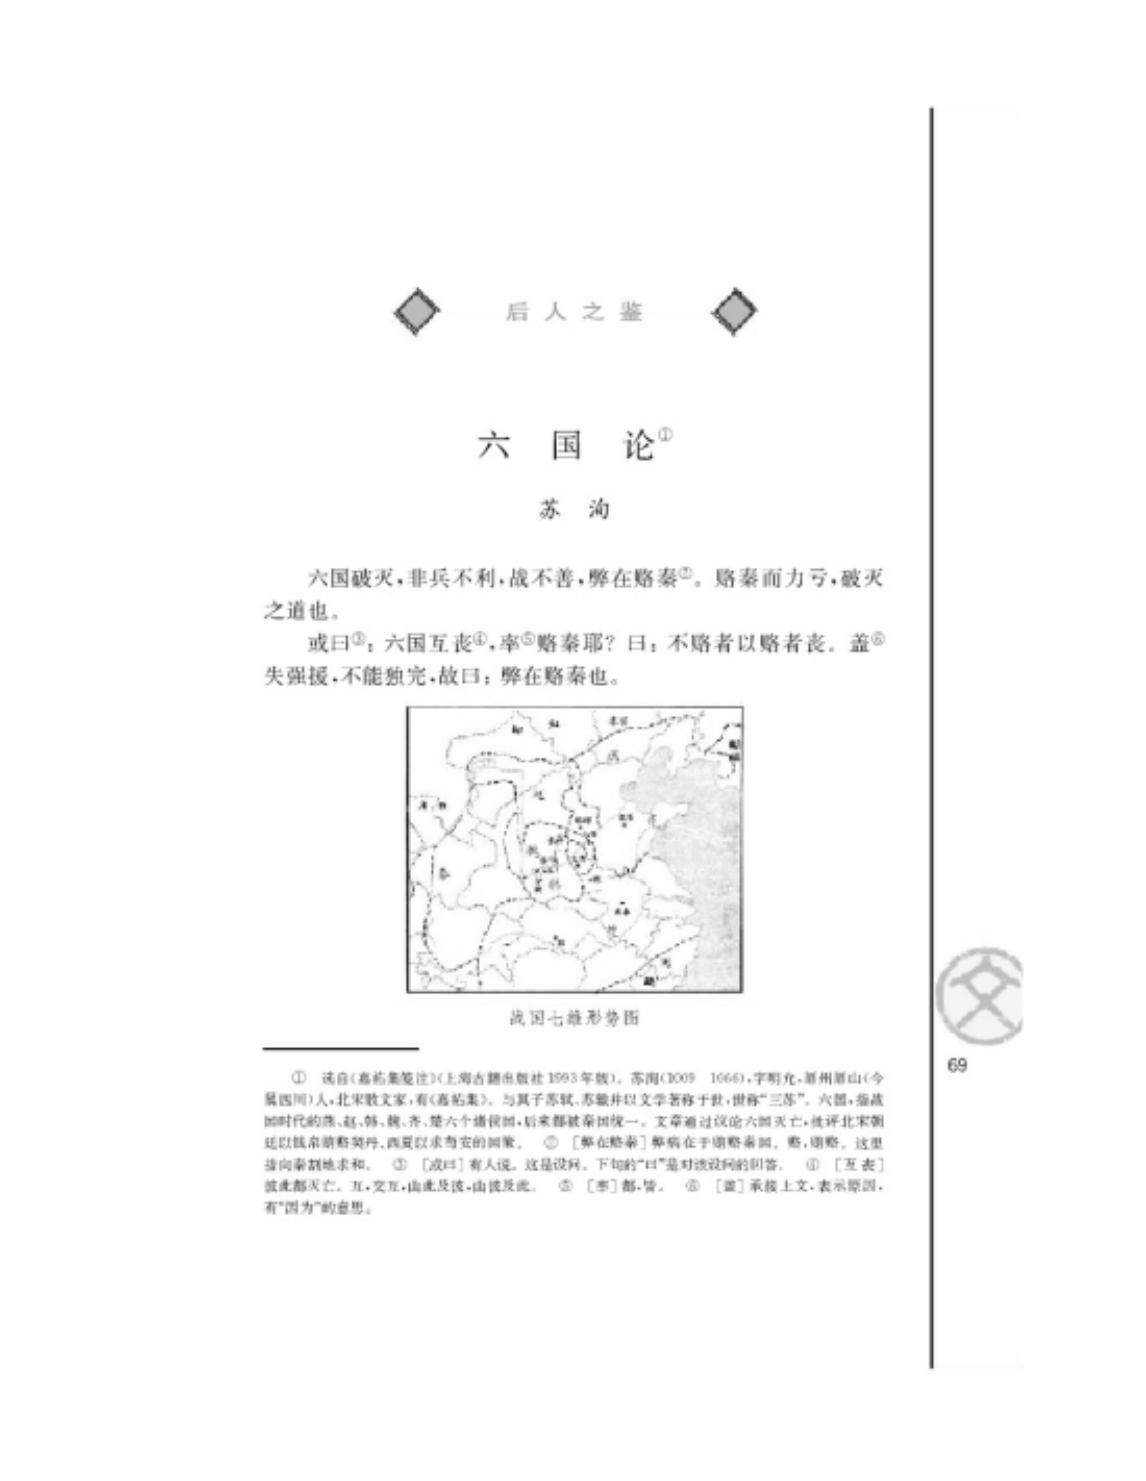 后人之鉴
六国论①
苏洵
六国破灭,非兵不利,战不善,弊在赂秦②。赂秦而力亏,破灭
之道也。
或曰③:六国互丧④,率⑤赂秦耶?曰:不赂者以赂者丧。盖⑥
失强援,不能独完,故曰:弊在赂秦也。
战国七雄形势图
① 选自《嘉祐集笺注》(上海古籍出版社1993年版)。苏洵(1009 1066),字明允,眉州眉山(今
属四川)人,北宋散文家,有《嘉祐集》。与其子苏轼、苏辙并以文学著称于世,世称“三苏”。六国,指战
国时代的燕、赵、韩、魏、齐、楚六个诸侯国,后来都被秦国统一。文章通过议论六国灭亡,批评北宋朝
廷以钱帛贿赂契丹、西夏以求苟安的国策。 ② [弊在赂秦]弊病在于贿赂秦国。赂,贿赂。这里
指向秦割地求和。 ③ [或曰]有人说。这是设问。下句的“曰”是对该设问的回答。 ④ [互丧]
彼此都灭亡。互,交互,由此及彼,由彼及此。 ⑤ [率]都,皆。 ⑥ [盖]承接上文,表示原因,
有“因为”的意思。
文
69